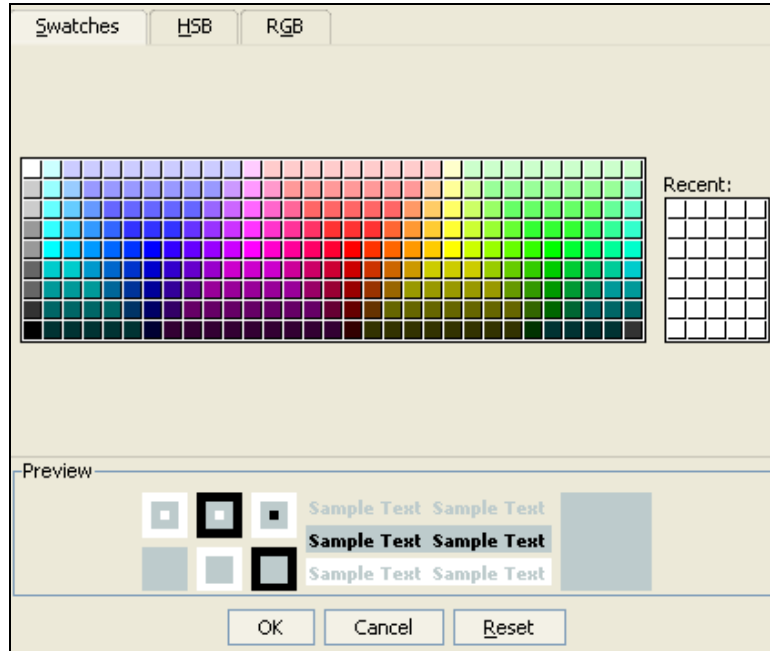 Swatches HSB RGB
Recent:
Preview
Sample Text Sample Text
Sample Text Sample Text
Sample Text Sample Text
OK Cancel Reset